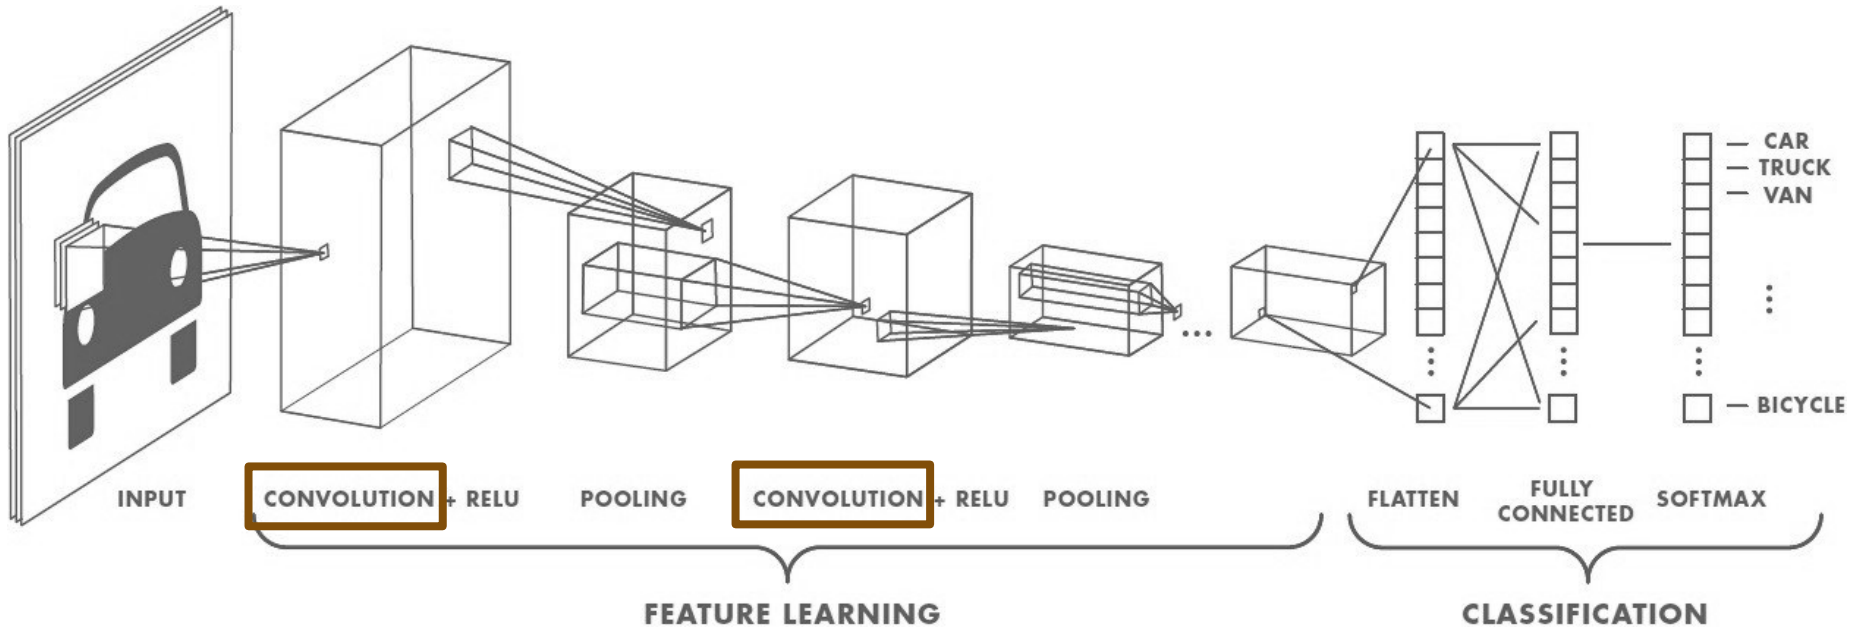 CAR
TRUCK
VAN
BICYCLE
INPUT
CONVOLUTION + RELU
POOLING
CONVOLUTION + RELU
POOLING
FLATTEN
FULLY
CONNECTED
SOFTMAX
FEATURE LEARNING
CLASSIFICATION